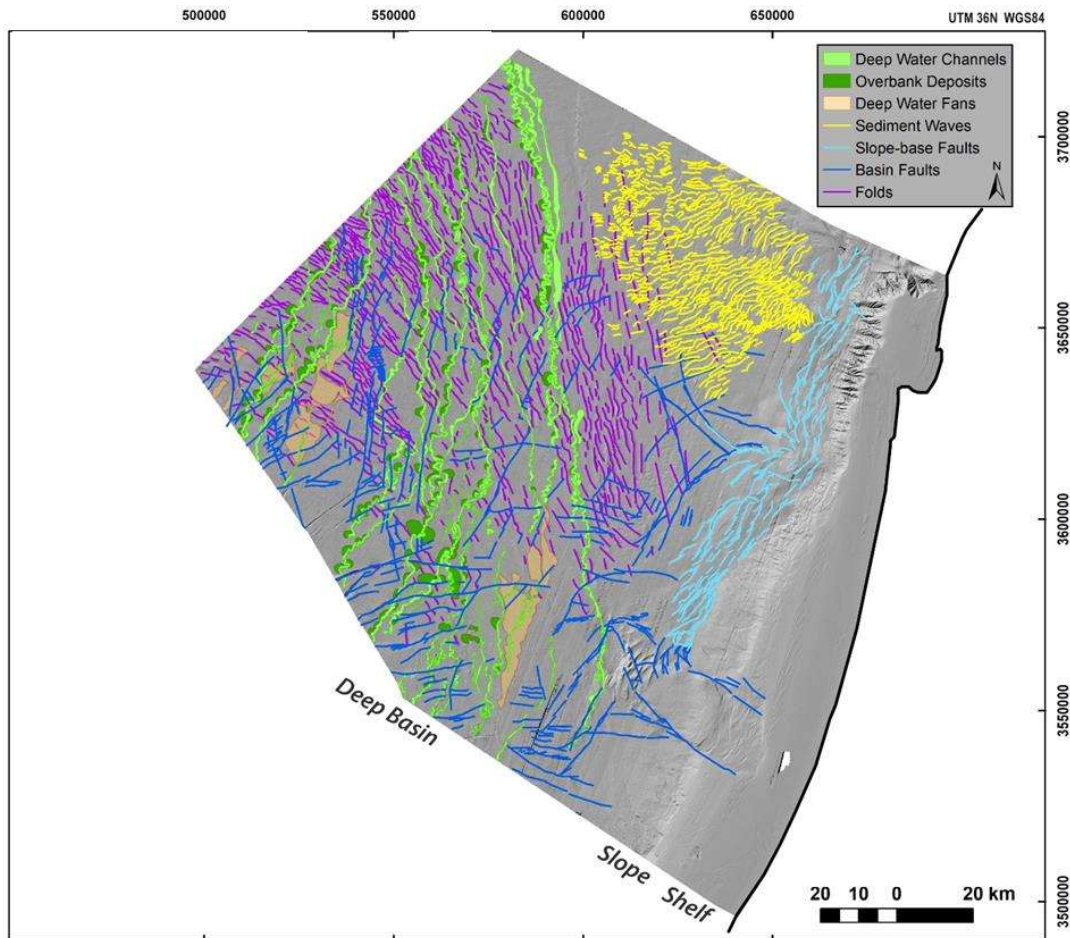 500000 550000 600000 650000 UTM 36N WGS84
Deep Water Channels
Overbank Deposits
Deep Water Fans
Sediment Waves
Slope-base Faults
Basin Faults
Folds
N
3700000
3650000
3600000
3550000
3500000
Deep Basin
Slope Shelf
20 10 0 20 km